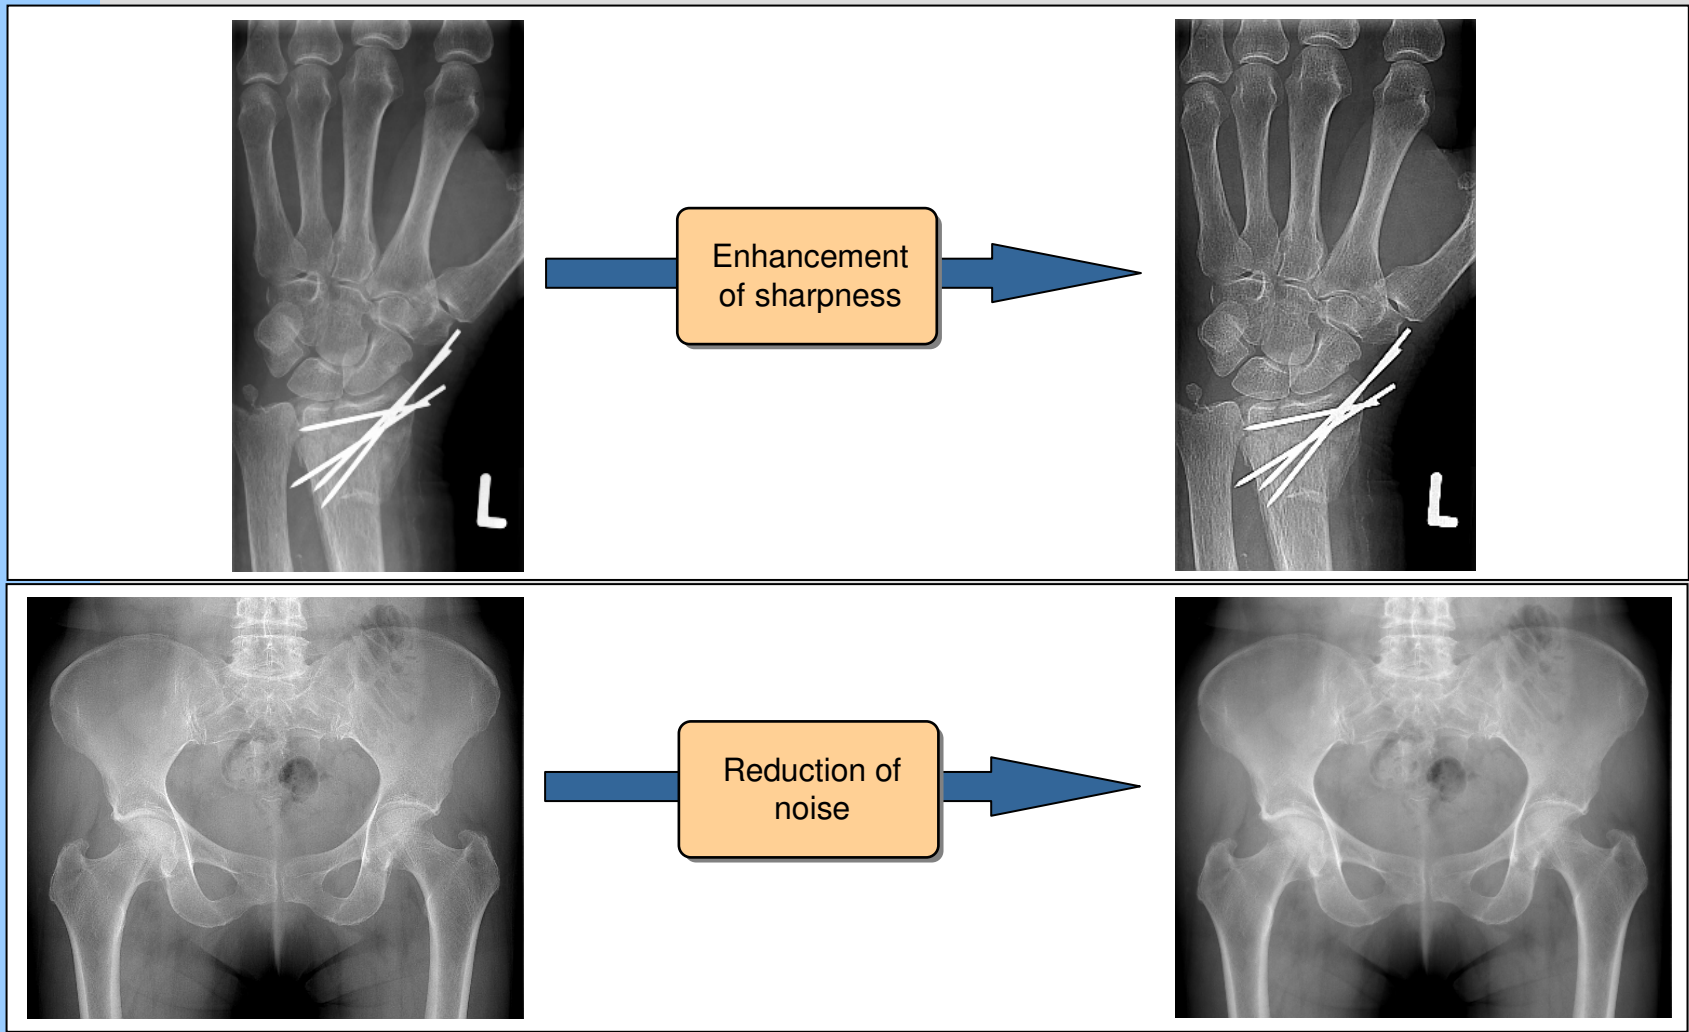 Enhancement
of sharpness
L
L
Reduction of
noise